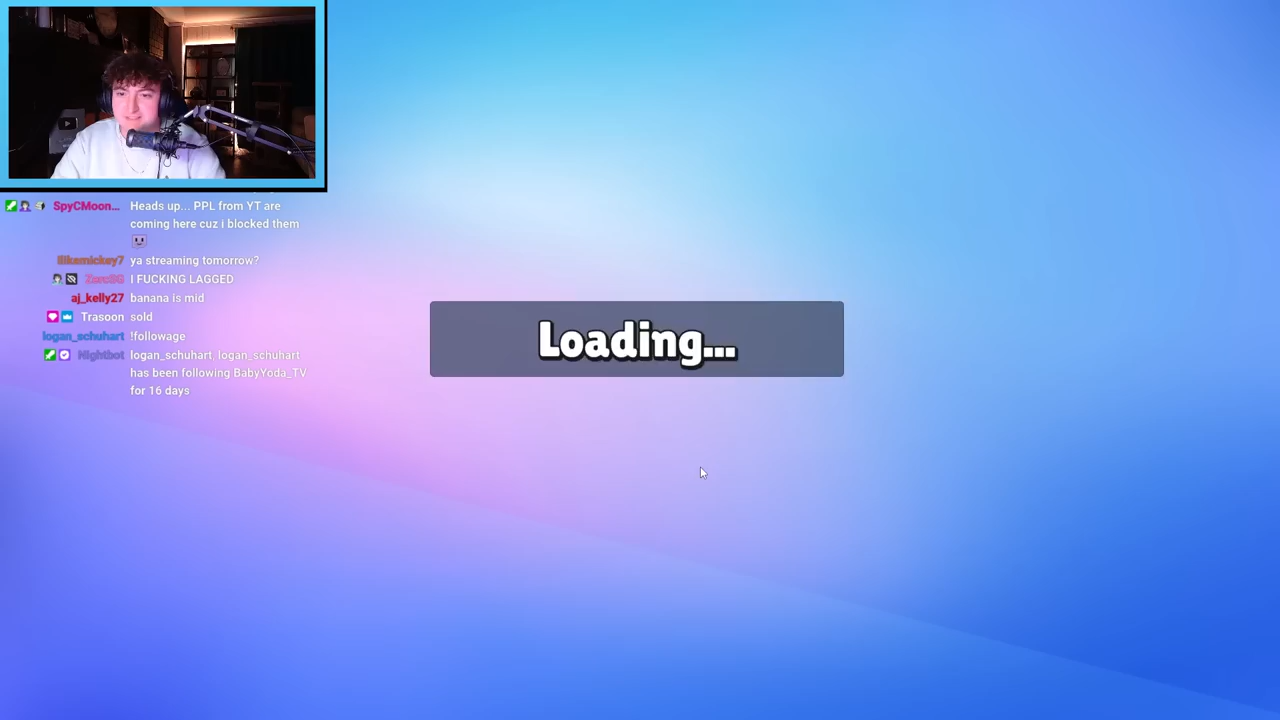 SpyCMoon... Heads up... PPL from YT are
coming here cuz i blocked them
ya streaming tomorrow?
I FUCKING LAGGED
aj_kelly27 banana is mid
Trasoon sold
logan_schuhart !followage
Nightbot logan_schuhart, logan_schuhart
has been following BabyYoda_TV
for 16 days
Loading...